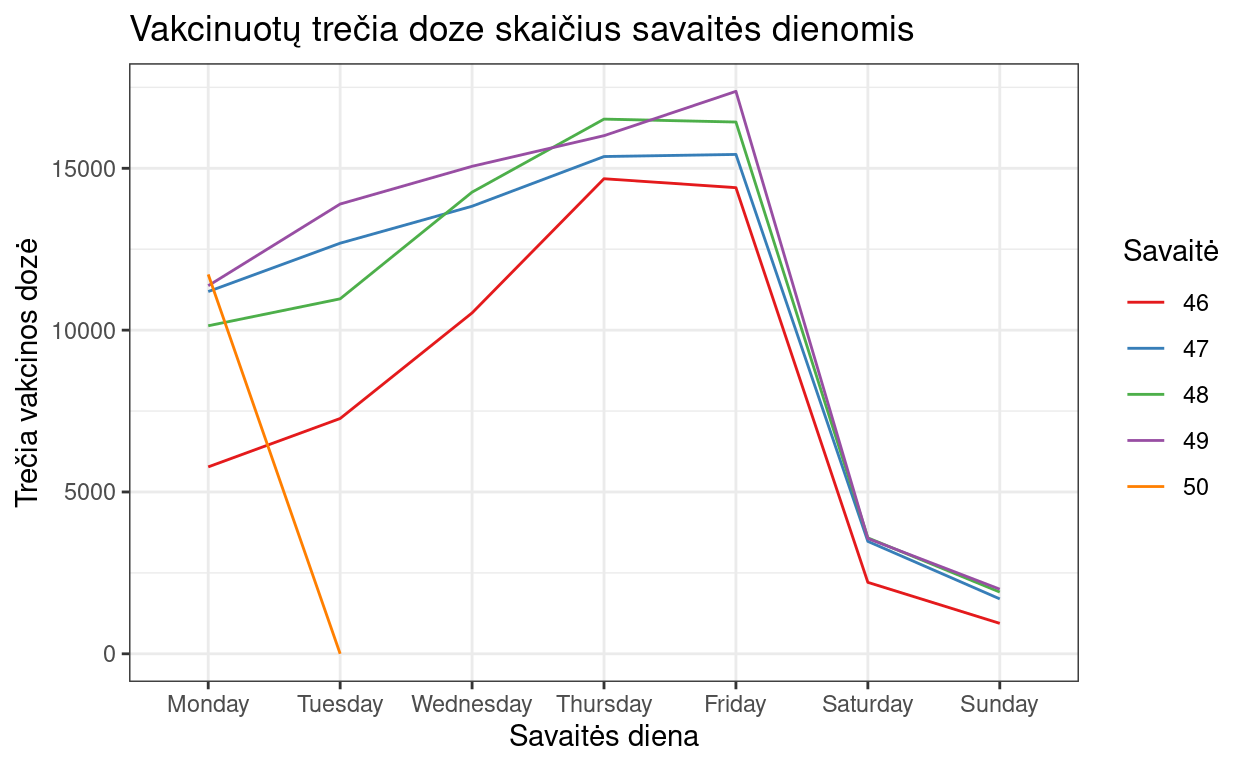 Vakcinuotų trečia doze skaičius savaitės dienomis
Trečia vakcinos dozė
15000
10000
5000
0
Monday Tuesday Wednesday Thursday Friday Saturday Sunday
Savaitės diena
Savaitė
46
47
48
49
50